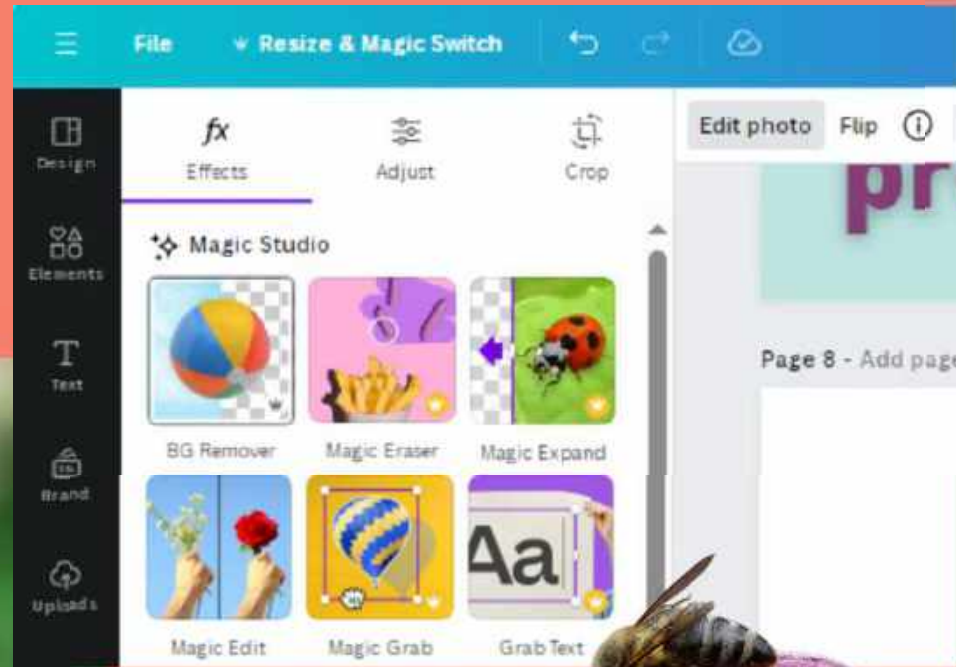 File
Resize & Magic Switch
Design
Elements
Text
Brand
Uploads
fx
Effects
Adjust
Crop
Edit photo
Flip
Magic Studio
BG Remover
Magic Eraser
Magic Expand
Magic Edit
Magic Grab
Aa
Grab Text
pr
Page 8 - Add page